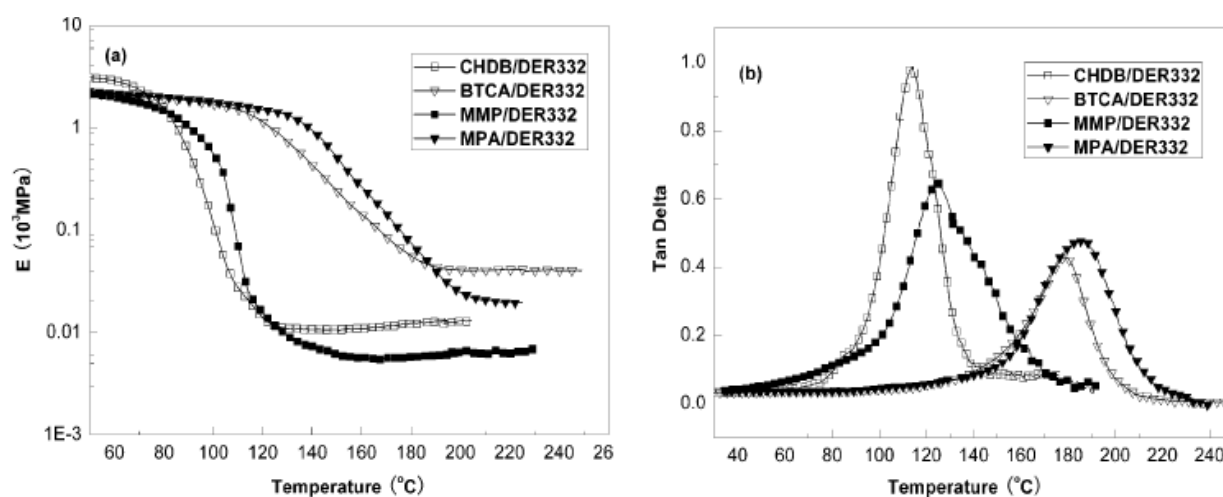 (a)
CHDB/DER332
BTCA/DER332
MMP/DER332
MPA/DER332
10
1
0.1
0.01
1E-3
E (10³MPa)
60 80 100 120 140 160 180 200 220 240 26
Temperature (°C)
(b)
CHDB/DER332
BTCA/DER332
MMP/DER332
MPA/DER332
1.0
0.8
0.6
0.4
0.2
0.0
Tan Delta
40 60 80 100 120 140 160 180 200 220 240
Temperature (°C)